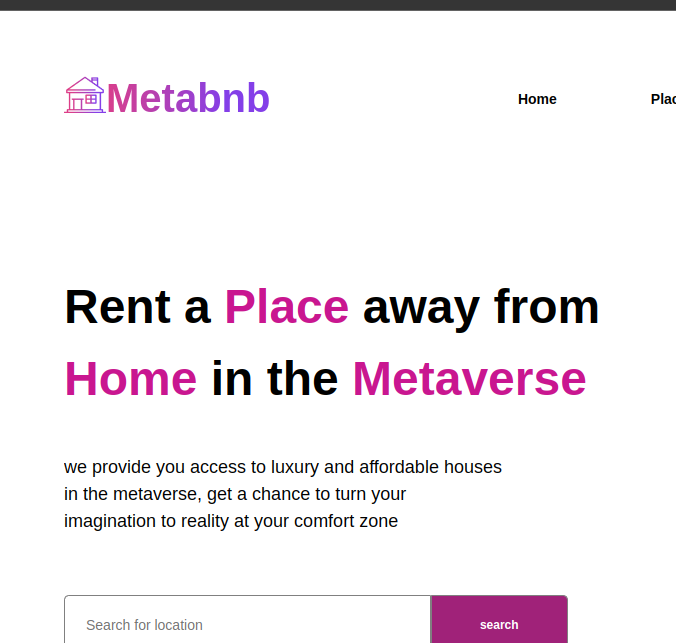 Metabnb
Home
Rent a Place away from
Home in the Metaverse
we provide you access to luxury and affordable houses
in the metaverse, get a chance to turn your
imagination to reality at your comfort zone
Search for location
search